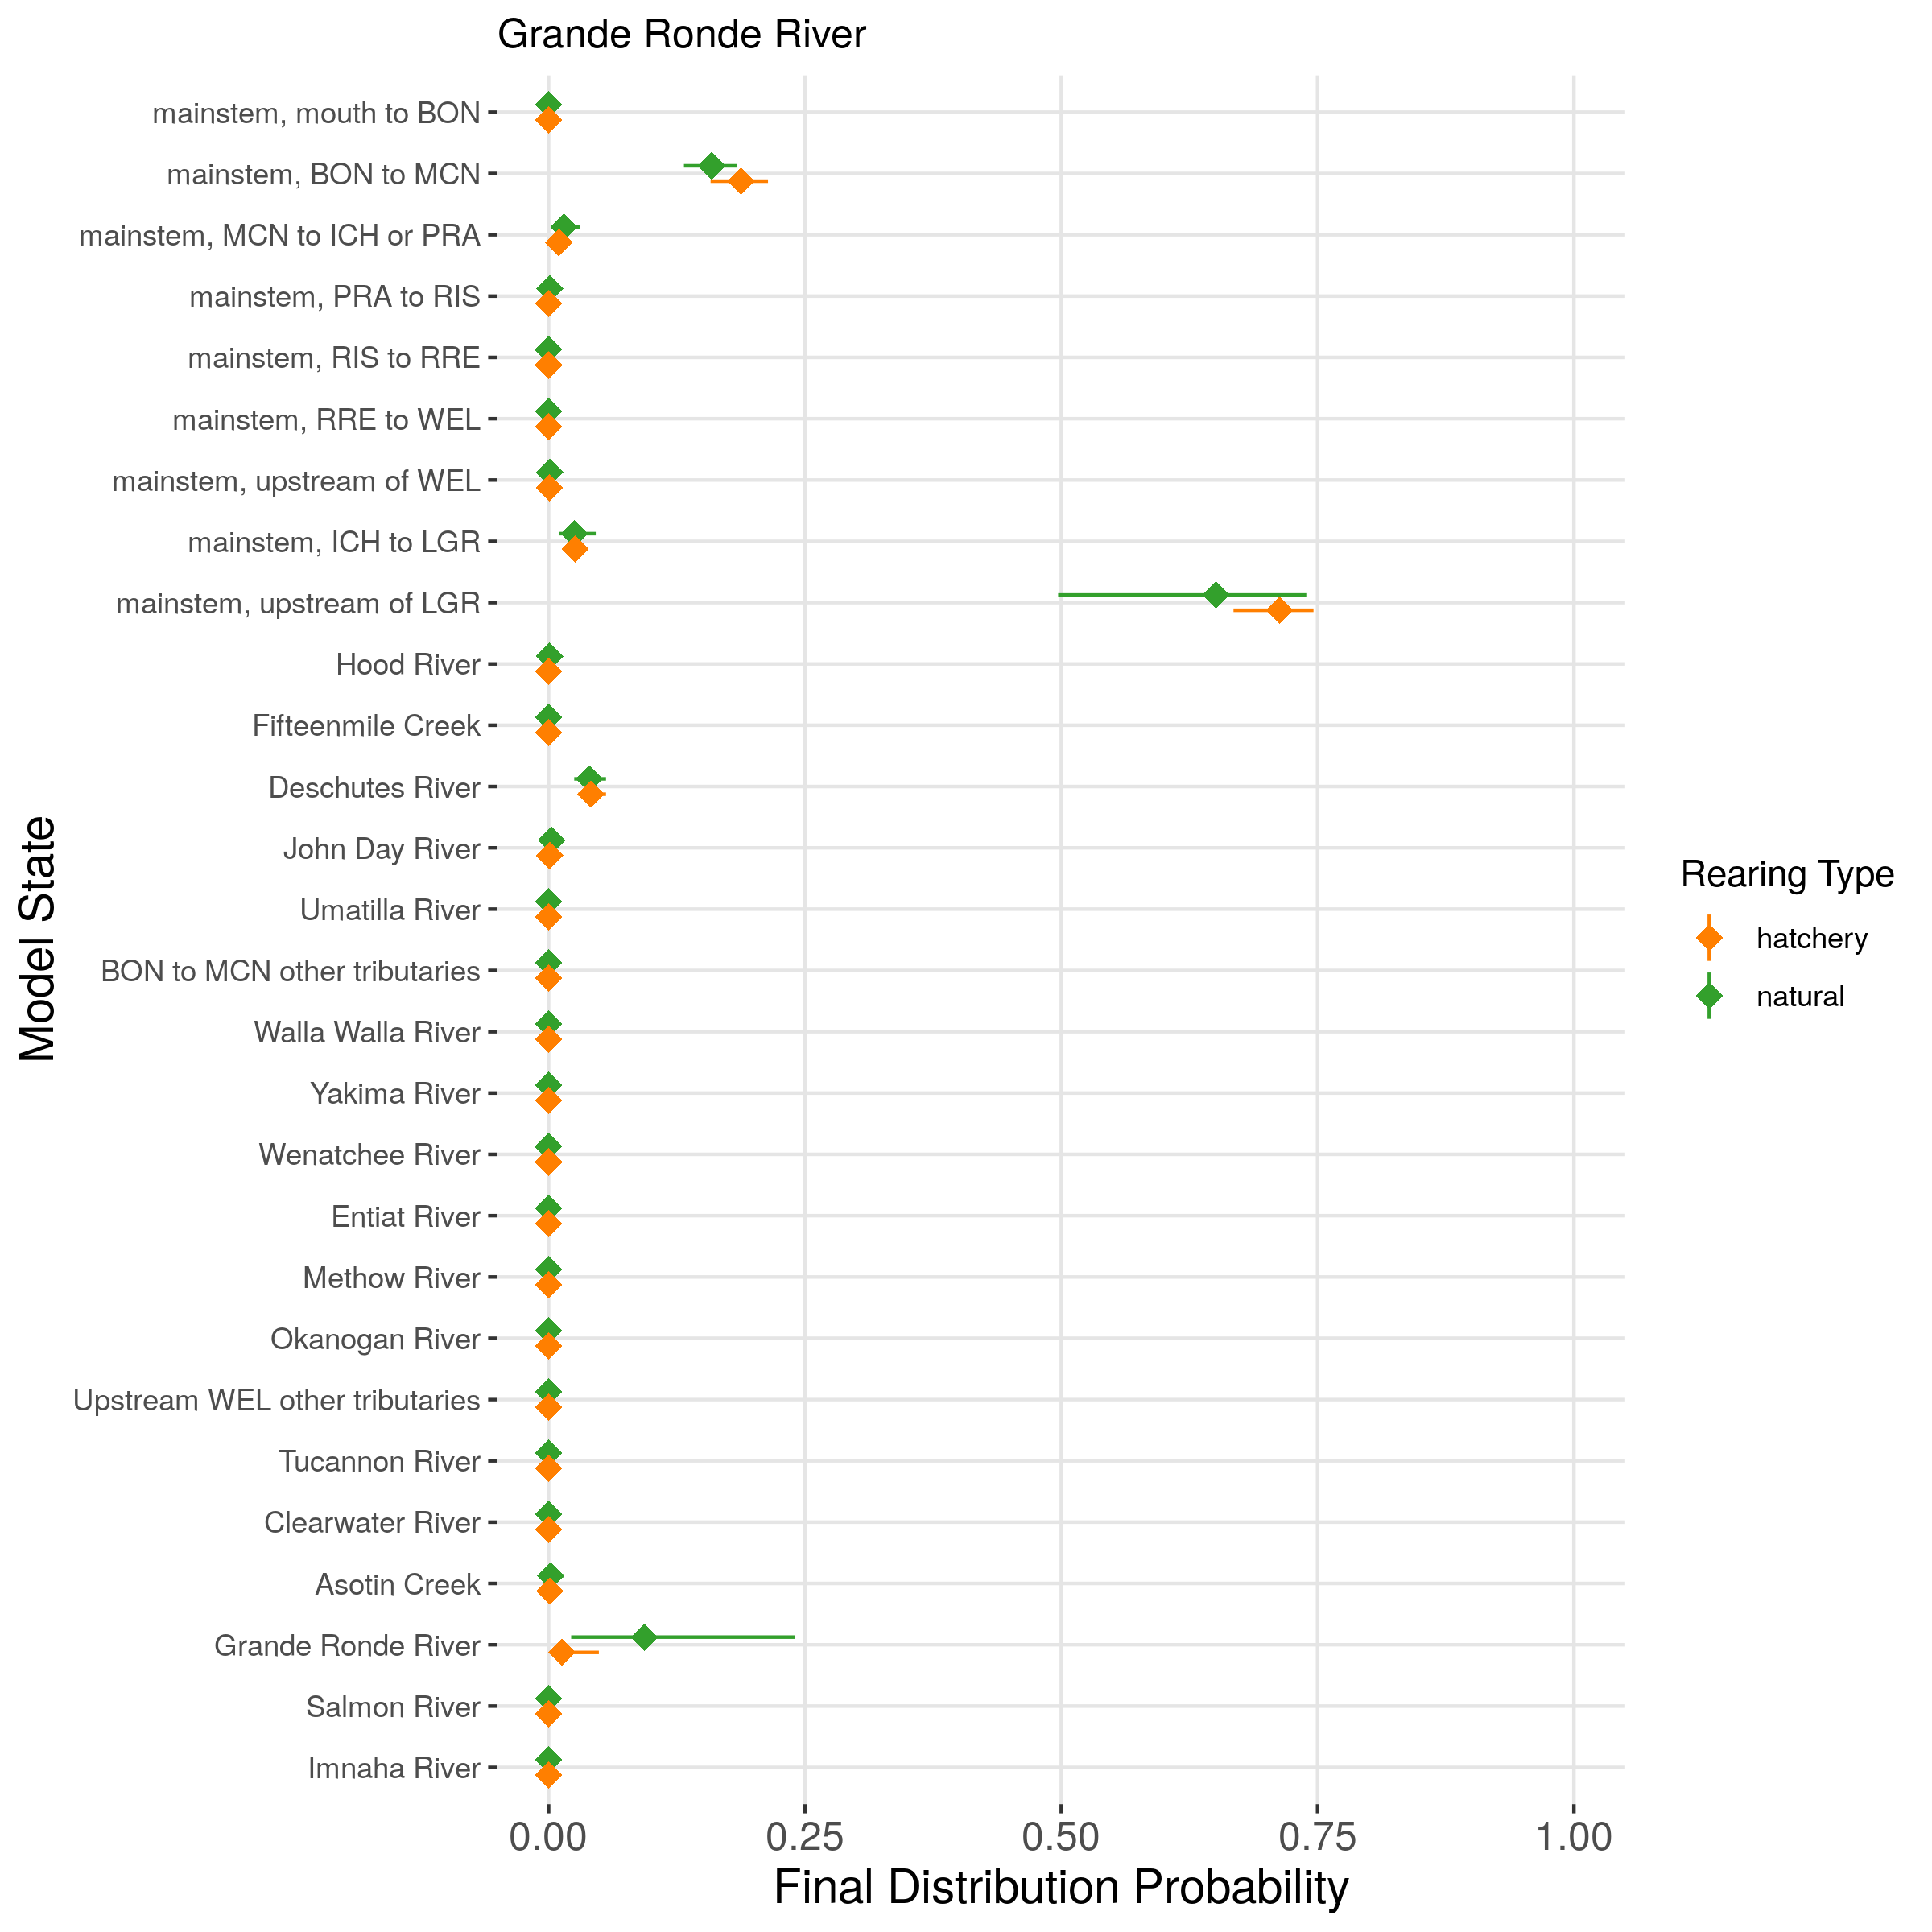 Grande Ronde River
mainstem, mouth to BON
mainstem, BON to MCN
mainstem, MCN to ICH or PRA
mainstem, PRA to RIS
mainstem, RIS to RRE
mainstem, RRE to WEL
mainstem, upstream of WEL
mainstem, ICH to LGR
mainstem, upstream of LGR
Hood River
Fifteenmile Creek
Deschutes River
John Day River
Umatilla River
BON to MCN other tributaries
Walla Walla River
Yakima River
Wenatchee River
Entiat River
Methow River
Okanogan River
Upstream WEL other tributaries
Tucannon River
Clearwater River
Asotin Creek
Grande Ronde River
Salmon River
Imnaha River
Model State
0.00 0.25 0.50 0.75 1.00
Final Distribution Probability
Rearing Type
hatchery
natural